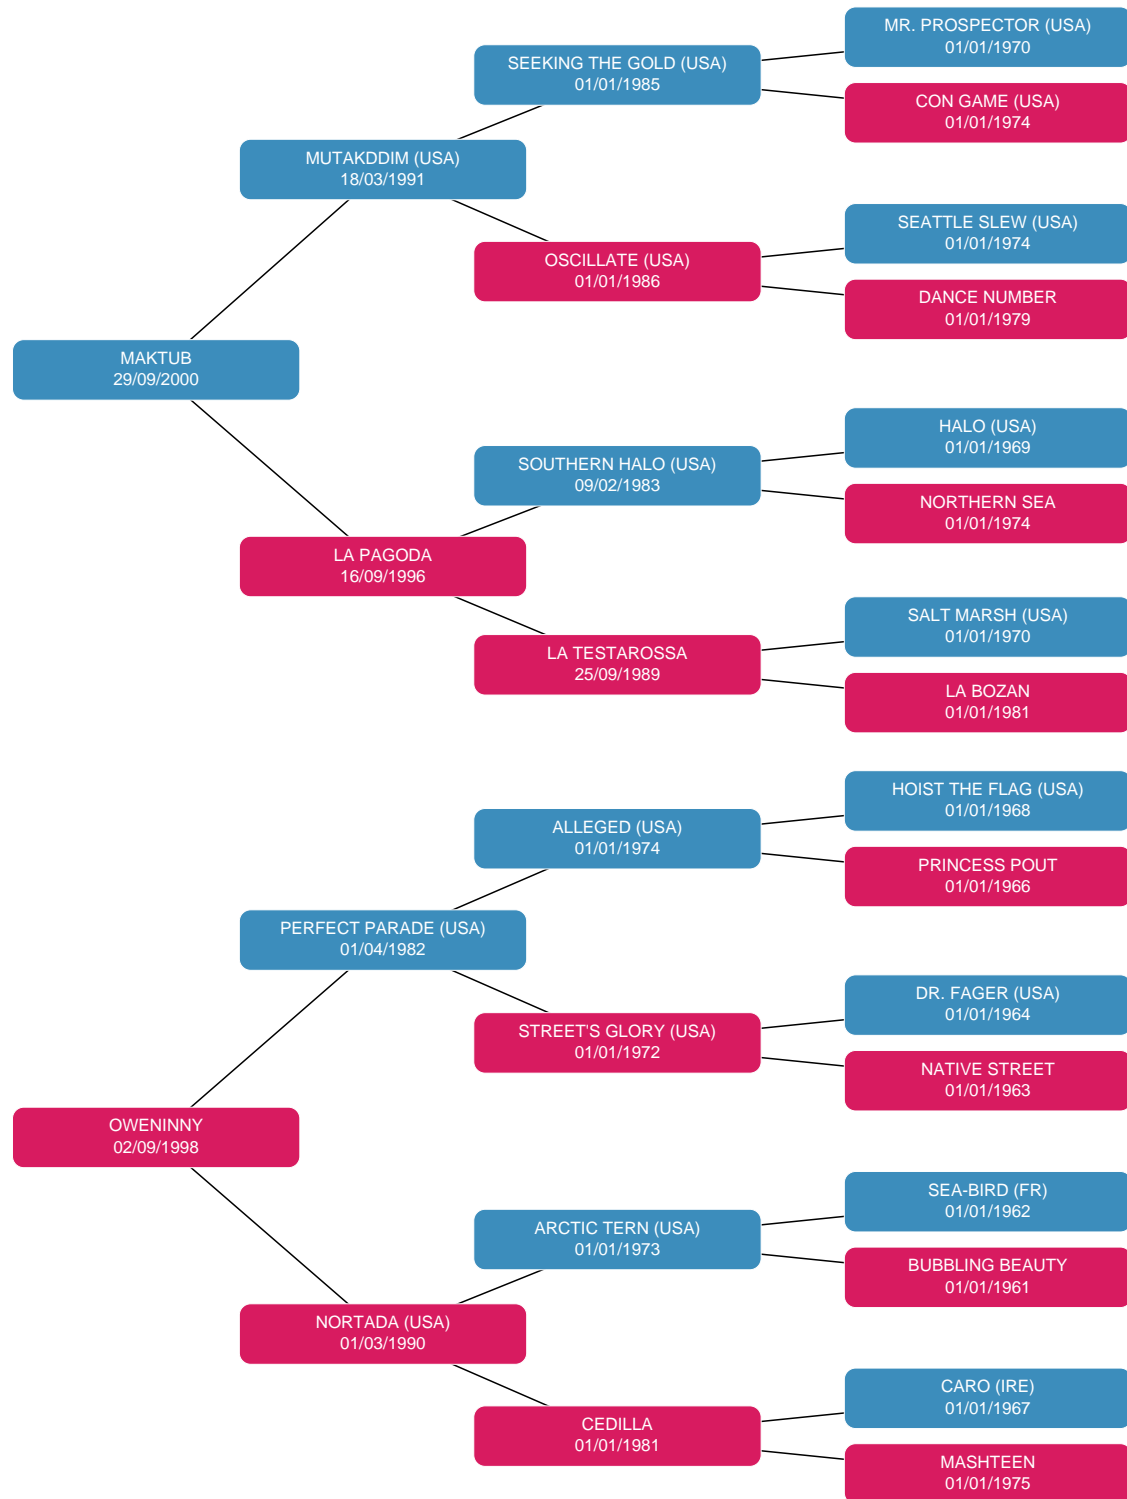 MR. PROSPECTOR (USA)
01/01/1970
SEEKING THE GOLD (USA)
01/01/1985
CON GAME (USA)
01/01/1974
MUTAKDDIM (USA)
18/03/1991
SEATTLE SLEW (USA)
01/01/1974
OSCILLATE (USA)
01/01/1986
DANCE NUMBER
01/01/1979
MAKTUB
29/09/2000
HALO (USA)
01/01/1969
SOUTHERN HALO (USA)
09/02/1983
NORTHERN SEA
01/01/1974
LA PAGODA
16/09/1996
SALT MARSH (USA)
01/01/1970
LA TESTAROSSA
25/09/1989
LA BOZAN
01/01/1981
HOIST THE FLAG (USA)
01/01/1968
ALLEGED (USA)
01/01/1974
PRINCESS POUT
01/01/1966
PERFECT PARADE (USA)
01/04/1982
DR. FAGER (USA)
01/01/1964
STREET'S GLORY (USA)
01/01/1972
NATIVE STREET
01/01/1963
OWENINNY
02/09/1998
SEA-BIRD (FR)
01/01/1962
ARCTIC TERN (USA)
01/01/1973
BUBBLING BEAUTY
01/01/1961
NORTADA (USA)
01/03/1990
CARO (IRE)
01/01/1967
CEDILLA
01/01/1981
MASHTEEN
01/01/1975